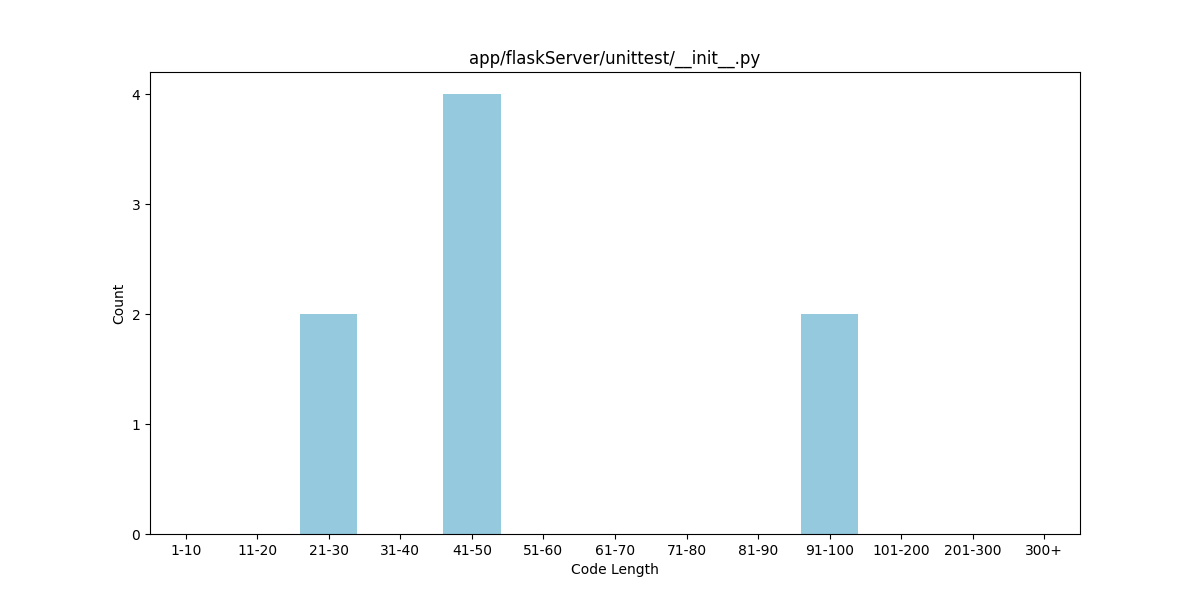 app/flaskServer/unittest/__init__.py
Count
4
3
2
1
0
1-10 11-20 21-30 31-40 41-50 51-60 61-70 71-80 81-90 91-100 101-200 201-300 300+
Code Length